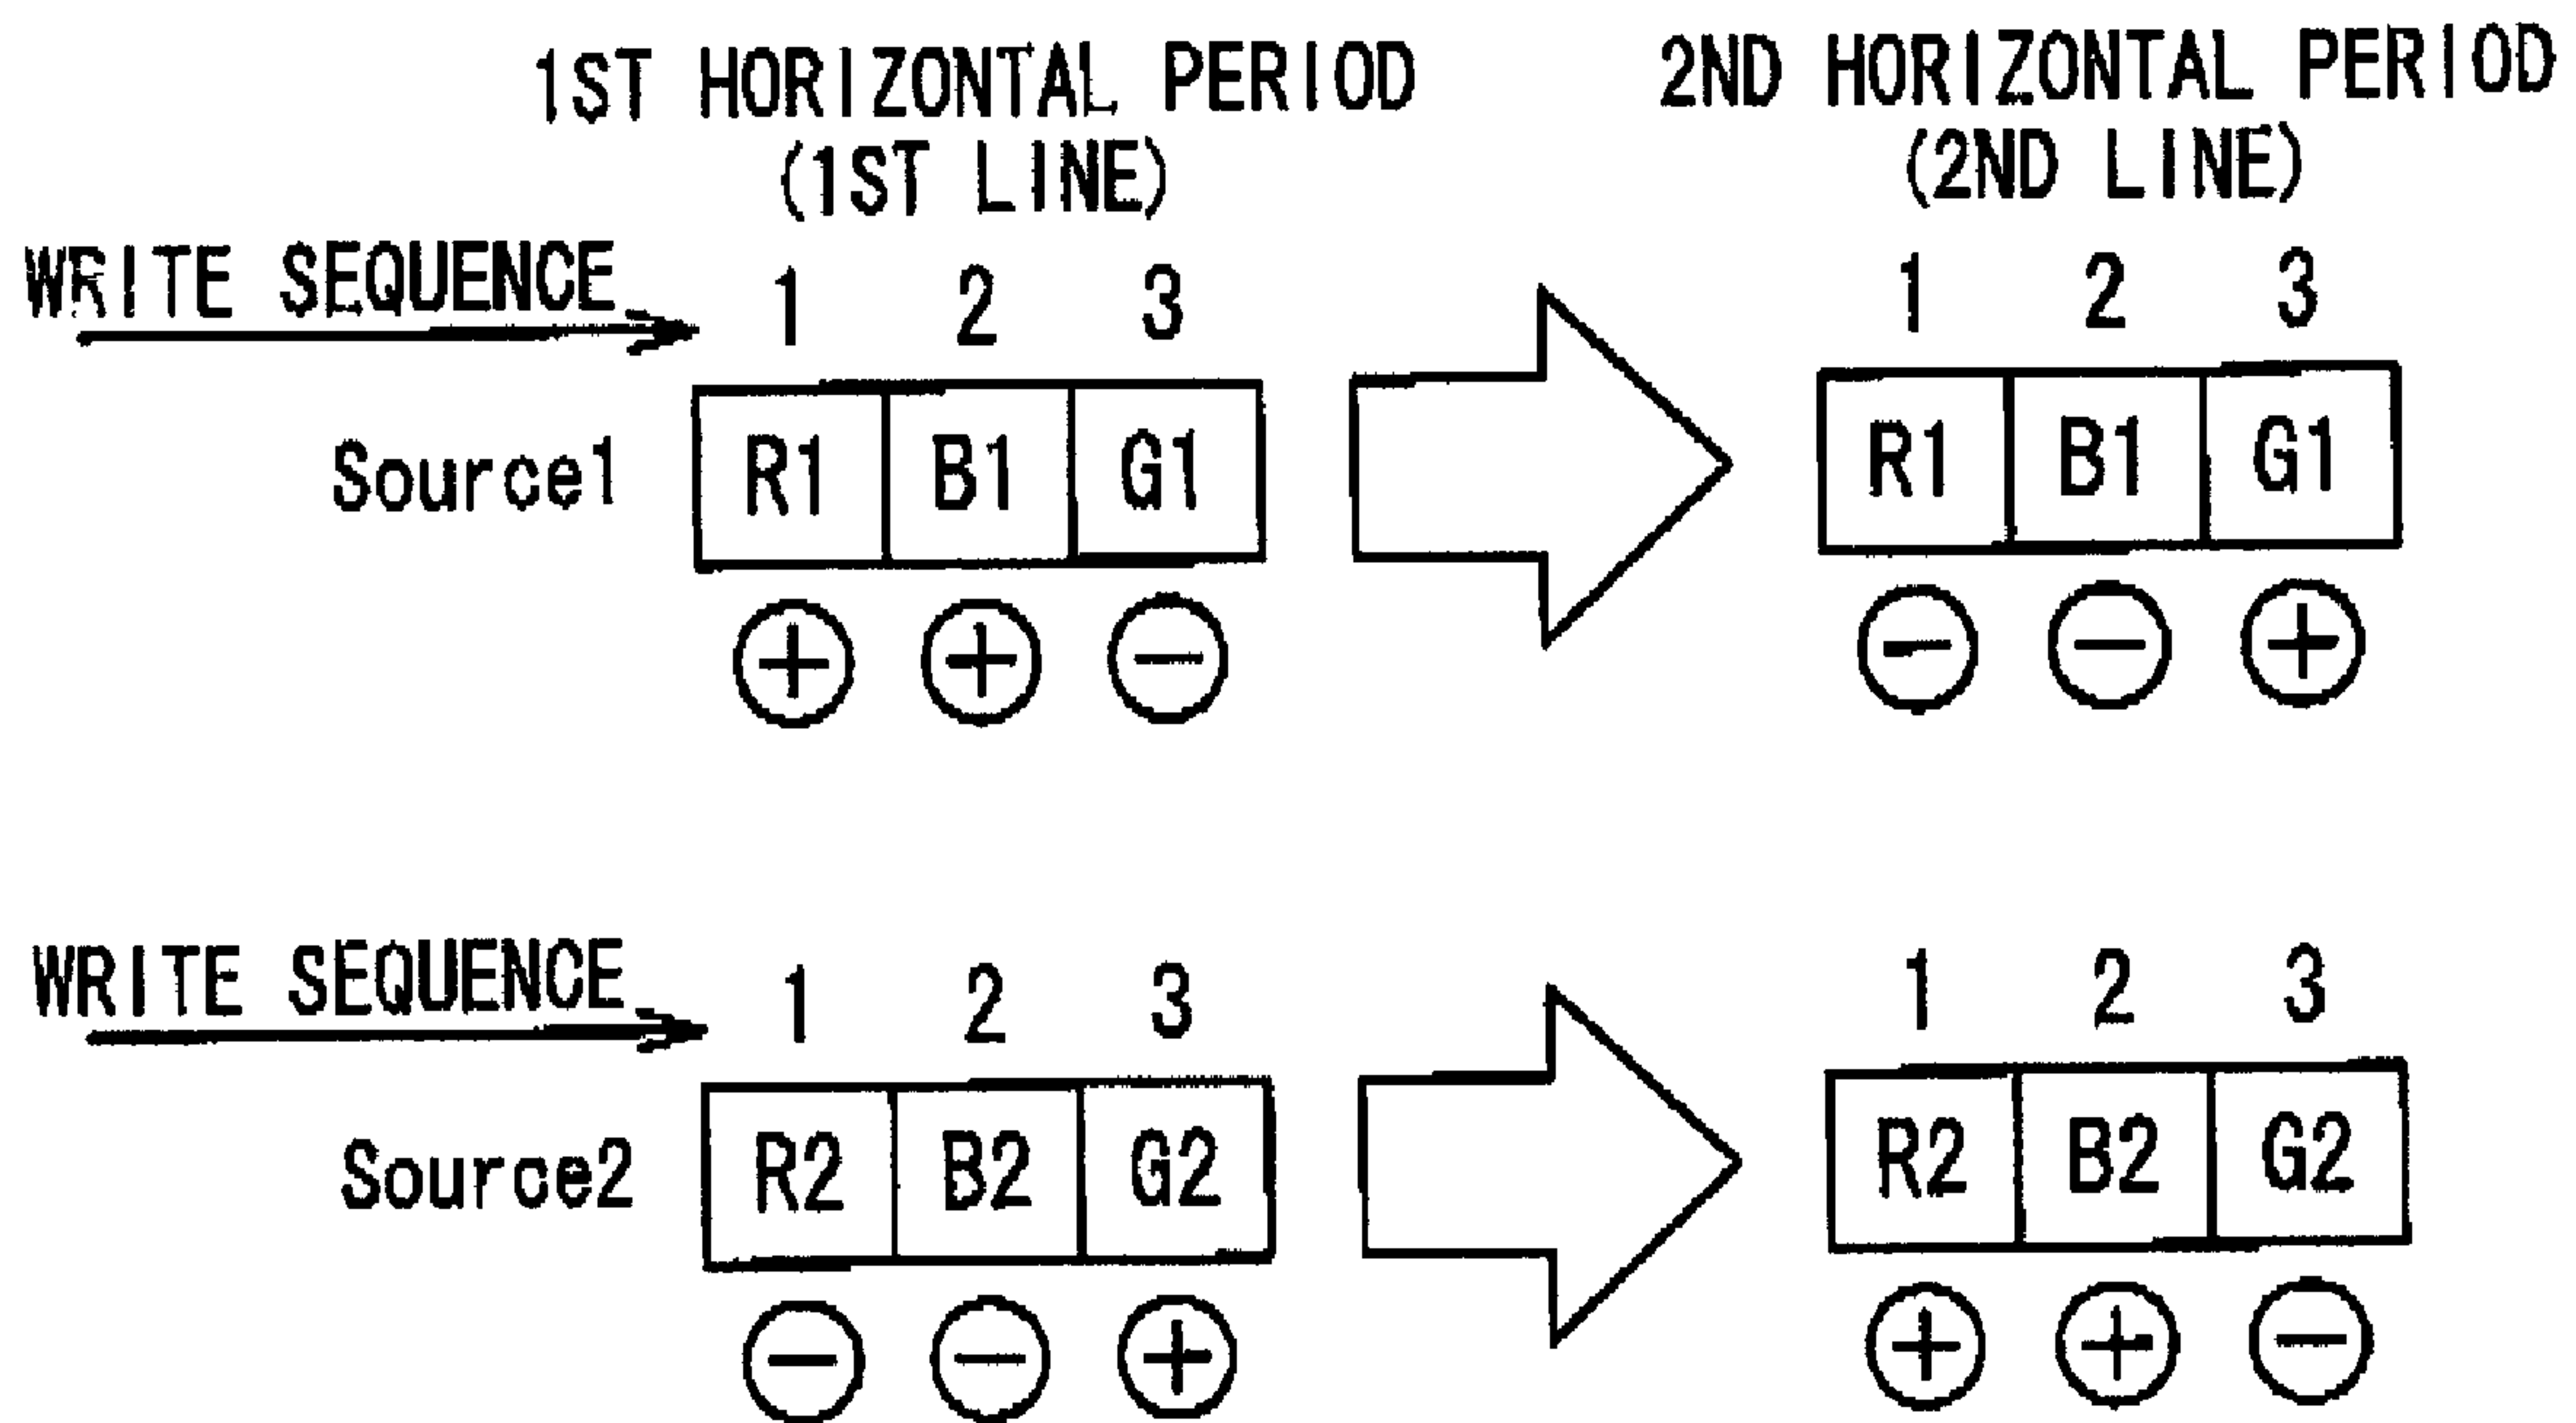 1ST HORIZONTAL PERIOD
(1ST LINE)
2ND HORIZONTAL PERIOD
(2ND LINE)
WRITE SEQUENCE
1 2 3
1 2 3
Source1
R1 B1 G1
R1 B1 G1
+ + −
− − +
WRITE SEQUENCE
1 2 3
1 2 3
Source2
R2 B2 G2
R2 B2 G2
− − +
+ + −